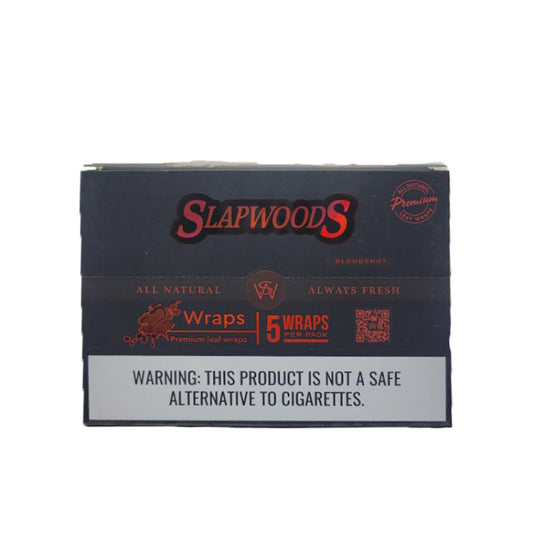 SLAPWOODS
ALL NATURAL
Premium
LEAF WRAPS
BLOODSHOT
ALL NATURAL SW ALWAYS FRESH
Wraps
Premium leaf wraps
5 WRAPS
PER PACK
WARNING: THIS PRODUCT IS NOT A SAFE
ALTERNATIVE TO CIGARETTES.